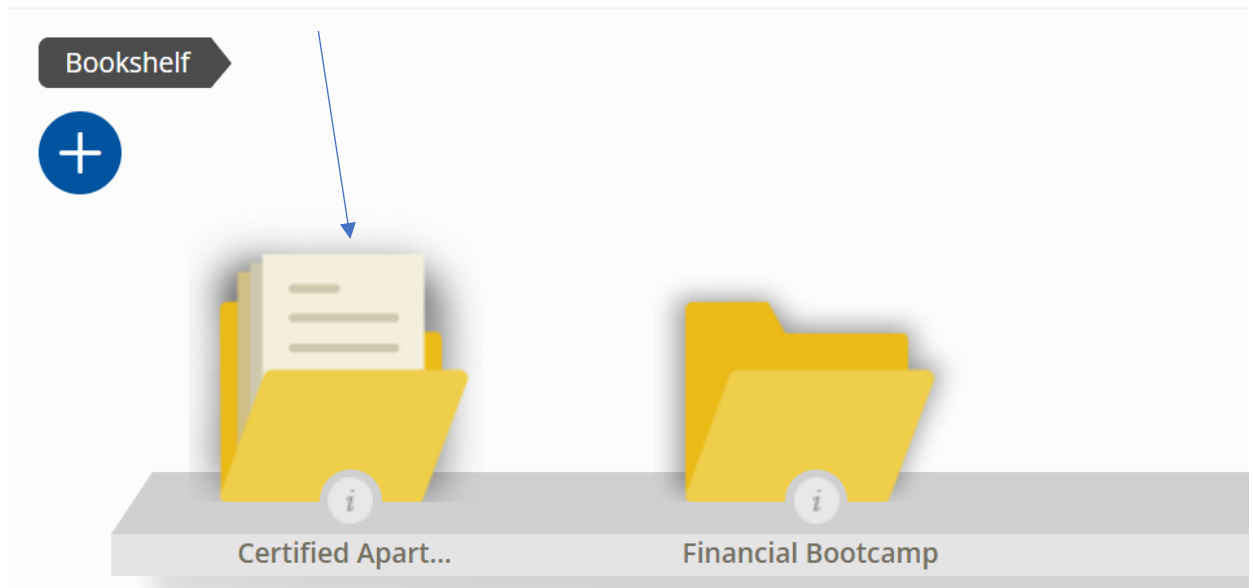 Bookshelf
i
i
Certified Apart...
Financial Bootcamp